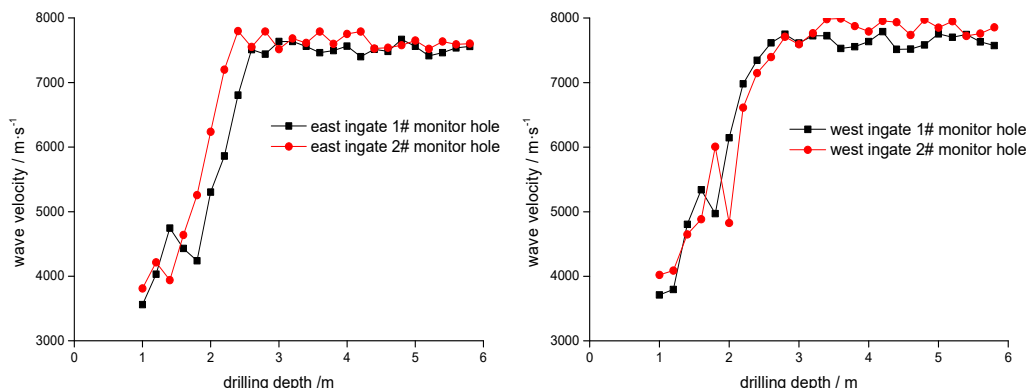 8000
7000
6000
5000
4000
3000
wave velocity / m·s⁻¹
east ingate 1# monitor hole
east ingate 2# monitor hole
0 1 2 3 4 5 6
drilling depth /m
8000
7000
6000
5000
4000
3000
wave velocity / m·s⁻¹
west ingate 1# monitor hole
west ingate 2# monitor hole
0 1 2 3 4 5 6
drilling depth /m